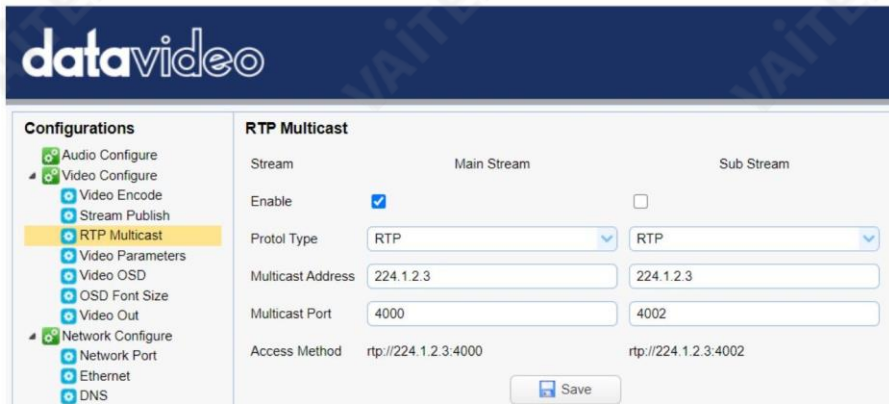 datavideo
Configurations
Audio Configure
Video Configure
Video Encode
Stream Publish
RTP Multicast
Video Parameters
Video OSD
OSD Font Size
Video Out
Network Configure
Network Port
Ethernet
DNS
RTP Multicast
Stream Main Stream Sub Stream
Enable
Protol Type RTP RTP
Multicast Address 224.1.2.3 224.1.2.3
Multicast Port 4000 4002
Access Method rtp://224.1.2.3:4000 rtp://224.1.2.3:4002
Save